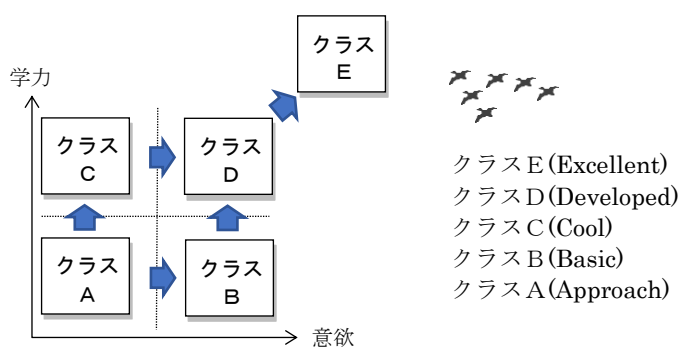 クラス
E
学力
クラス
C
クラス
D
クラス
A
クラス
B
意欲
クラスE(Excellent)
クラスD(Developed)
クラスC(Cool)
クラスB(Basic)
クラスA(Approach)